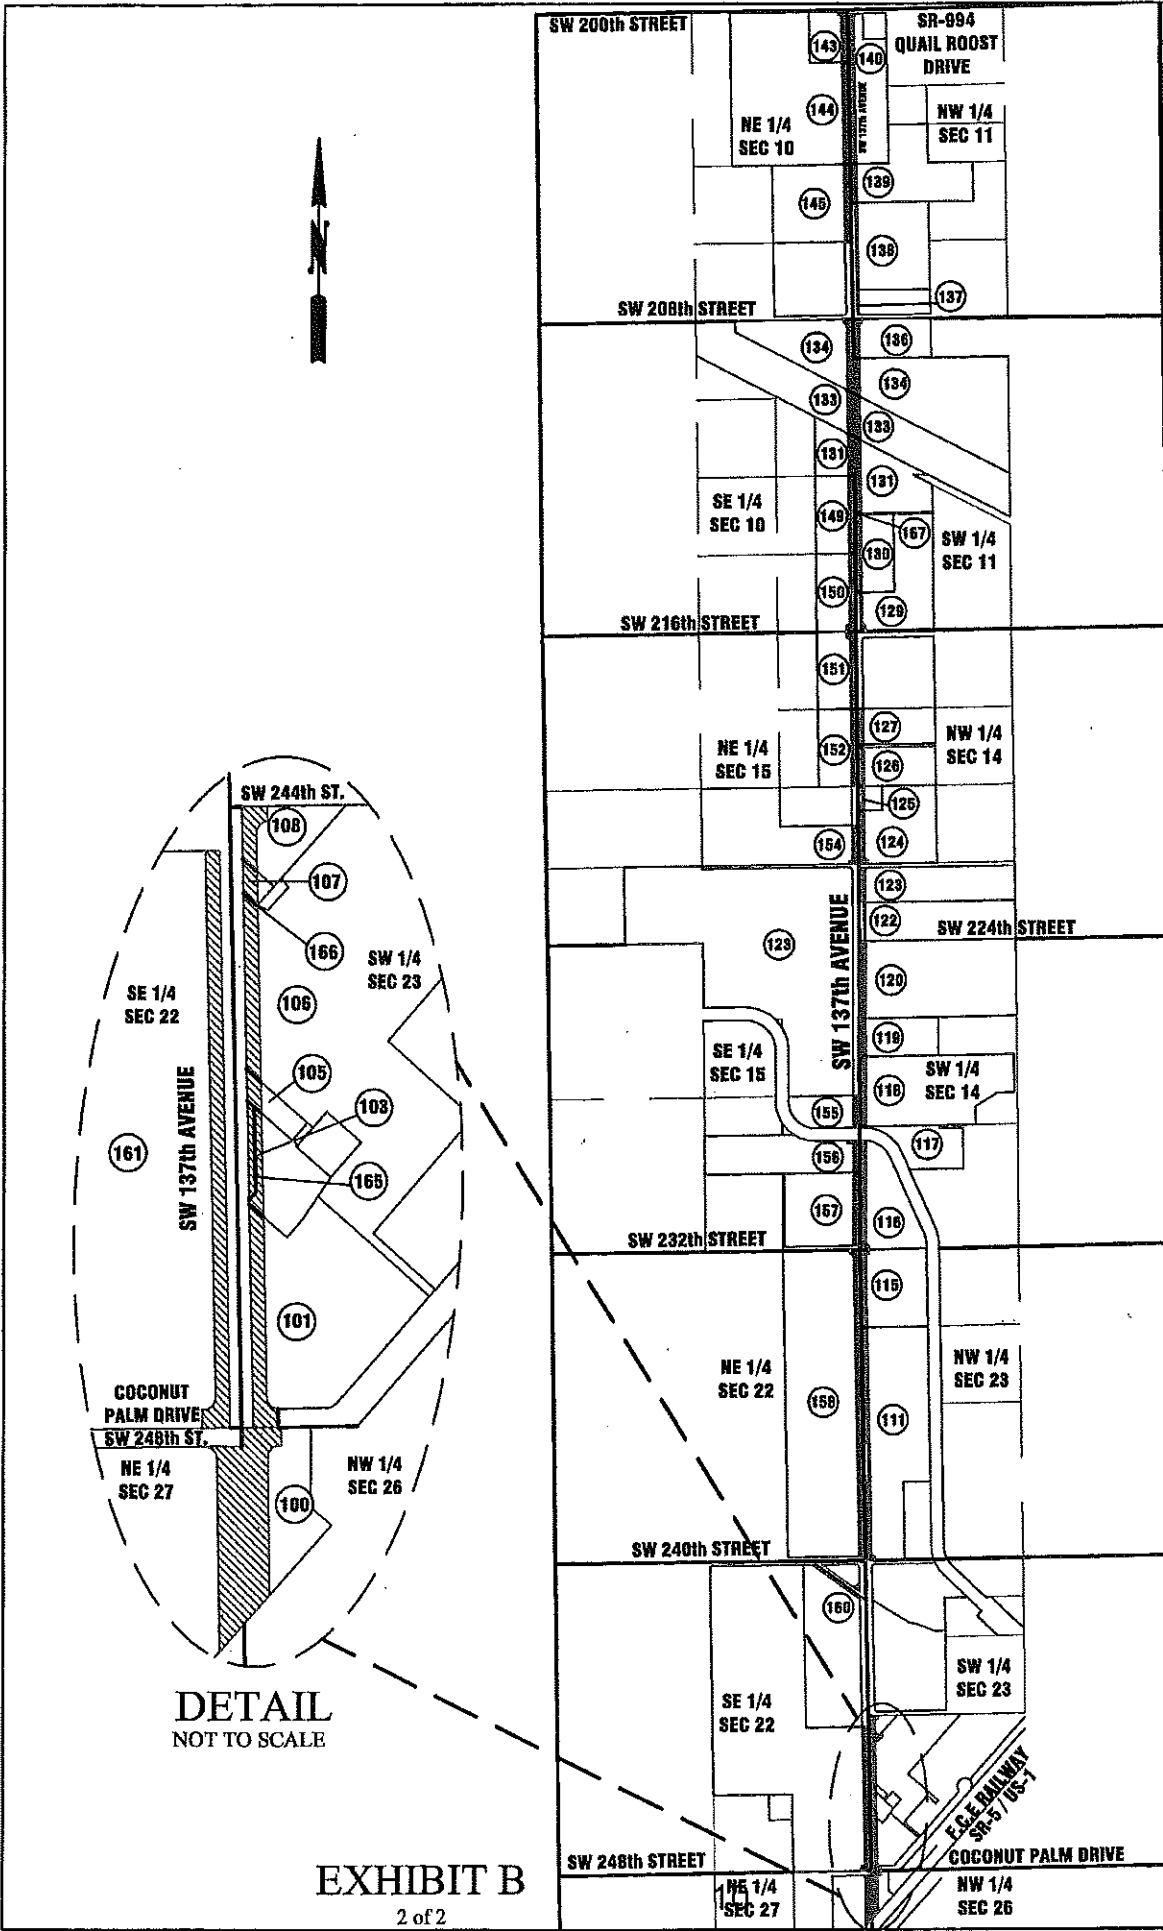 SW 200th STREET
SR-994
QUAIL ROOST
DRIVE
143
140
SW 137th AVENUE
144
NE 1/4
SEC 10
NW 1/4
SEC 11
139
145
138
137
SW 208th STREET
N
134
136
134
133
133
131
131
SE 1/4
SEC 10
149
167
SW 1/4
SEC 11
130
150
129
SW 216th STREET
151
127
NW 1/4
SEC 14
NE 1/4
SEC 15
152
126
125
154
124
123
122
SW 224th STREET
123
SW 137th AVENUE
120
119
SE 1/4
SEC 15
118
SW 1/4
SEC 14
155
117
156
157
116
SW 232th STREET
115
NE 1/4
SEC 22
NW 1/4
SEC 23
158
111
SW 240th STREET
160
SW 1/4
SEC 23
SE 1/4
SEC 22
F.C.E RAILWAY
SR-5 / US-1
SW 248th STREET
COCONUT PALM DRIVE
NE 1/4
SEC 27
NW 1/4
SEC 26
SW 244th ST.
108
107
166
SW 1/4
SEC 23
SE 1/4
SEC 22
106
105
103
SW 137th AVENUE
161
165
101
COCONUT
PALM DRIVE
SW 248th ST.
NE 1/4
SEC 27
NW 1/4
SEC 26
100
DETAIL
NOT TO SCALE
EXHIBIT B
2 of 2